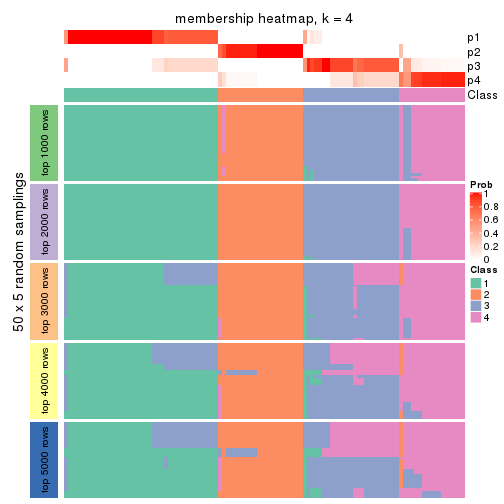 membership heatmap, k = 4
p1
p2
p3
p4
Class
50 x 5 random samplings
top 1000 rows
top 2000 rows
top 3000 rows
top 4000 rows
top 5000 rows
Prob
1
0.8
0.6
0.4
0.2
0
Class
1
2
3
4